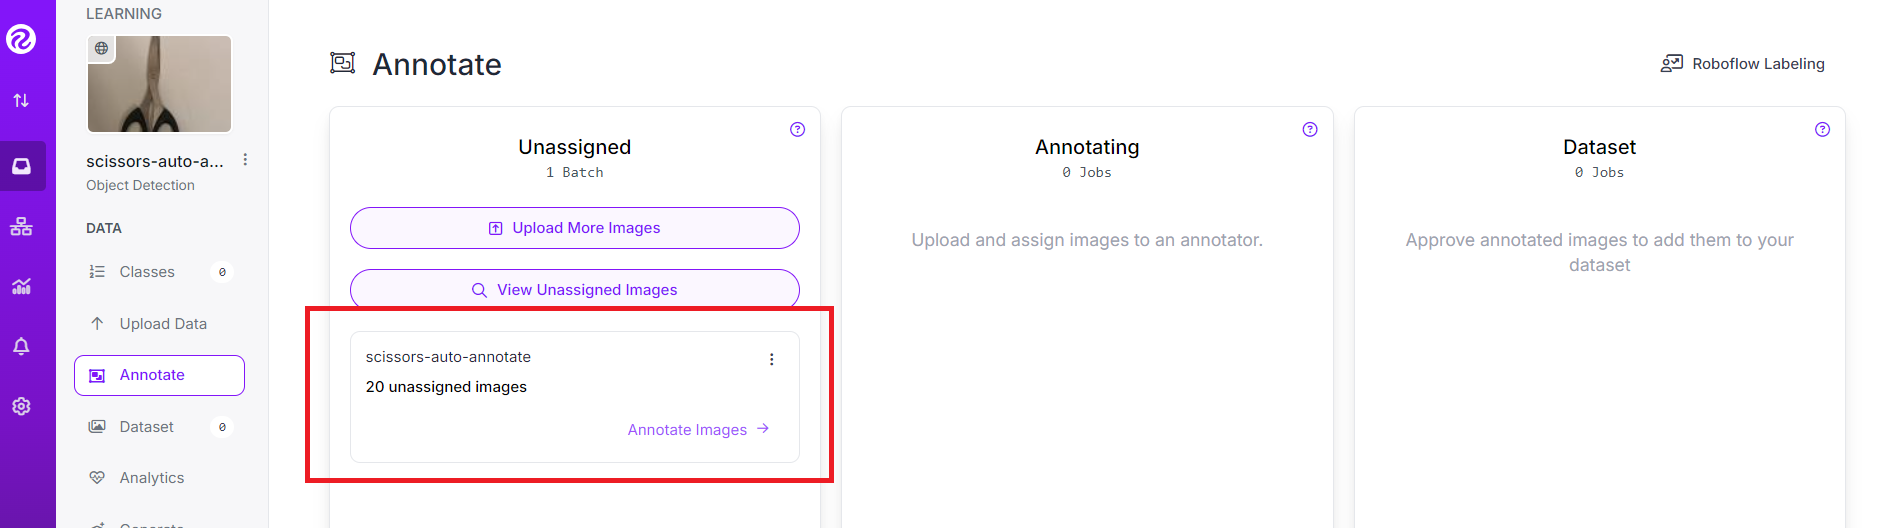 LEARNING
scissors-auto-a...
Object Detection
DATA
Classes 0
Upload Data
Annotate
Dataset 0
Analytics
Generate
Annotate
Roboflow Labeling
Unassigned
1 Batch
Upload More Images
View Unassigned Images
scissors-auto-annotate
20 unassigned images
Annotate Images →
Annotating
0 Jobs
Upload and assign images to an annotator.
Dataset
0 Jobs
Approve annotated images to add them to your
dataset